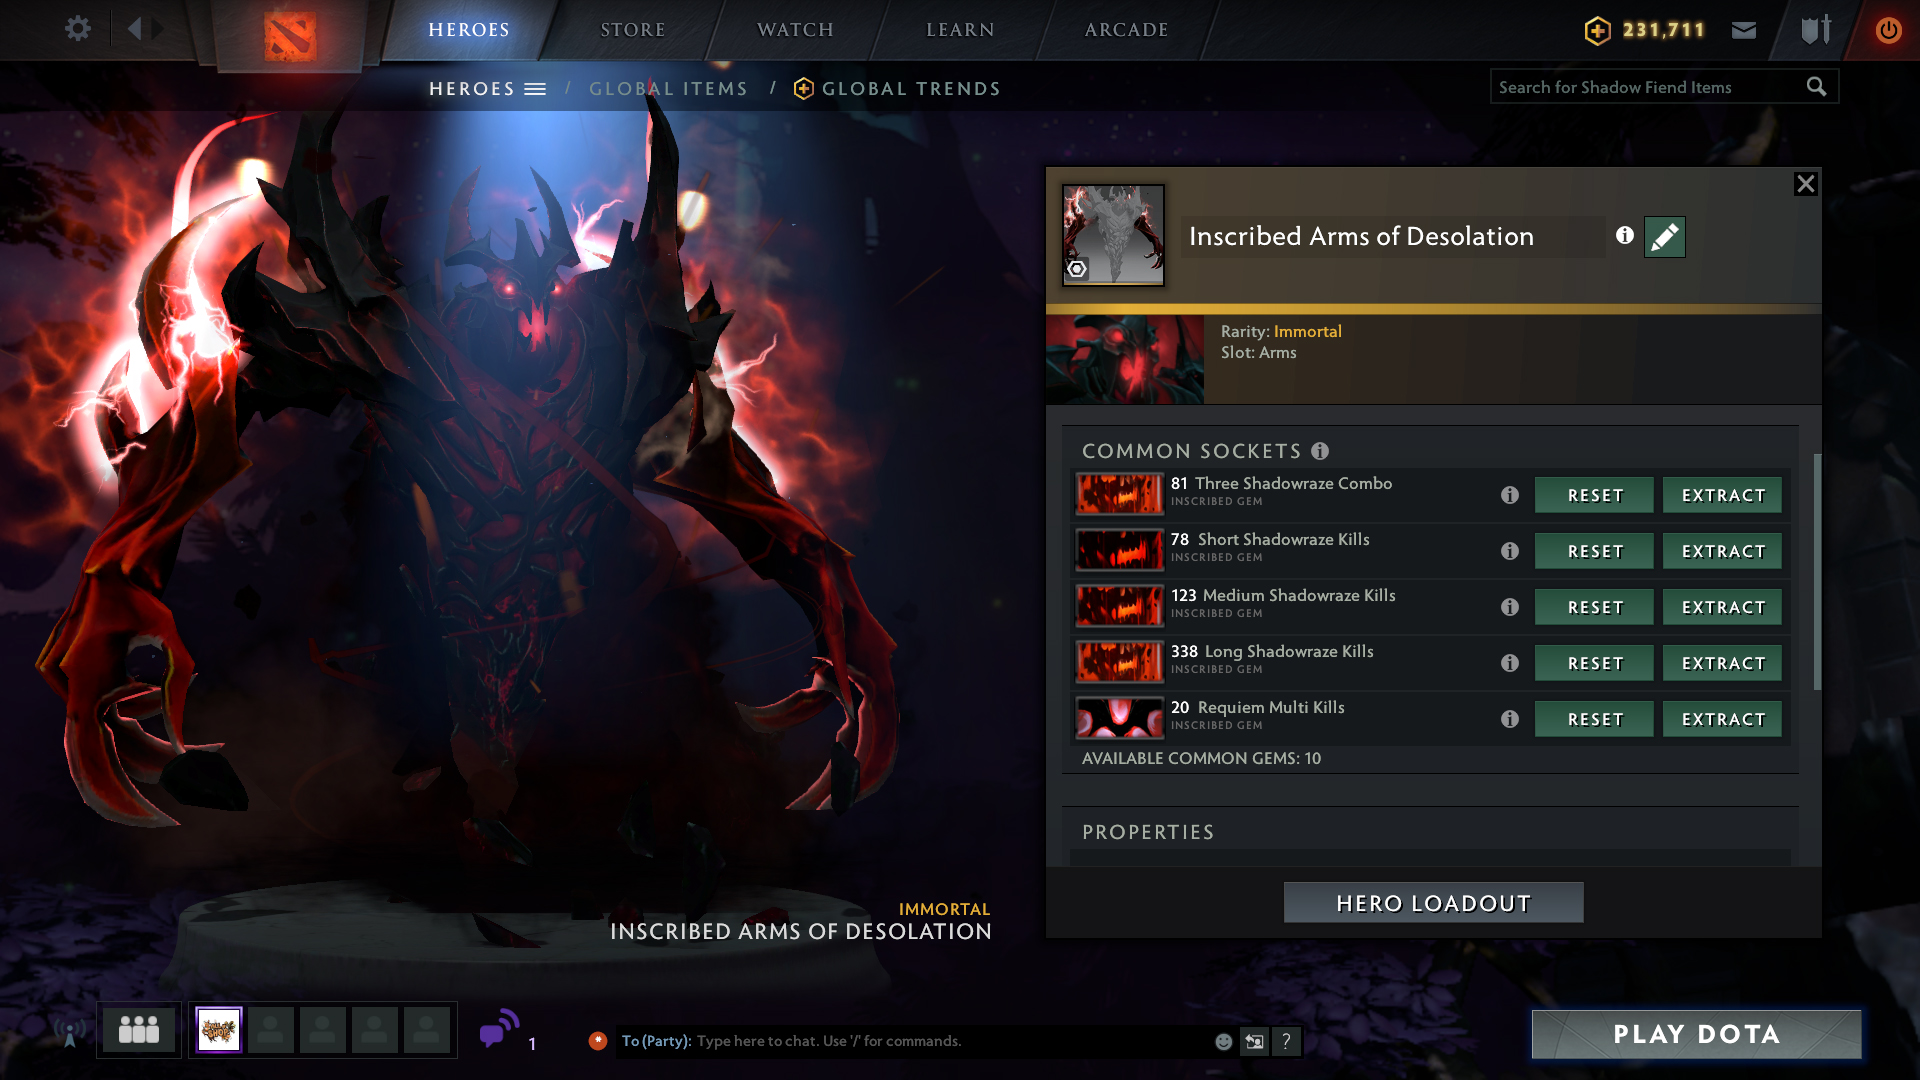 HEROES
STORE
WATCH
LEARN
ARCADE
231,711
HEROES / GLOBAL ITEMS / GLOBAL TRENDS
Search for Shadow Fiend Items
Inscribed Arms of Desolation
Rarity: Immortal
Slot: Arms
COMMON SOCKETS
81 Three Shadowraze Combo
INSCRIBED GEM
RESET
EXTRACT
78 Short Shadowraze Kills
INSCRIBED GEM
RESET
EXTRACT
123 Medium Shadowraze Kills
INSCRIBED GEM
RESET
EXTRACT
338 Long Shadowraze Kills
INSCRIBED GEM
RESET
EXTRACT
20 Requiem Multi Kills
INSCRIBED GEM
RESET
EXTRACT
AVAILABLE COMMON GEMS: 10
PROPERTIES
HERO LOADOUT
IMMORTAL
INSCRIBED ARMS OF DESOLATION
1
To (Party): Type here to chat. Use '/' for commands.
?
PLAY DOTA